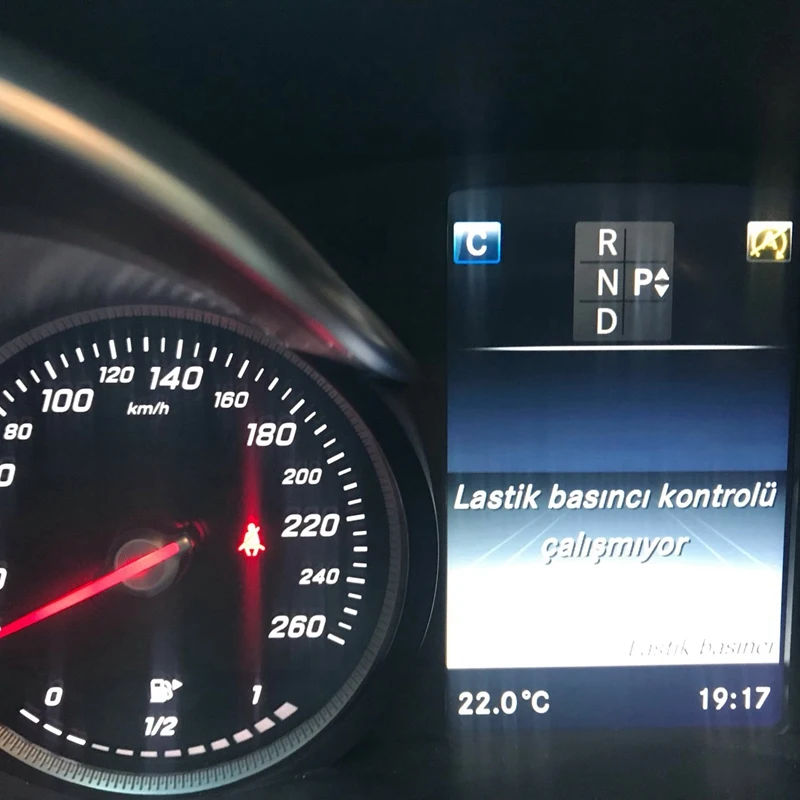 C
R
N P
D
80
100
120
140
160
km/h
180
200
220
240
260
0
1/2
1
Lastik basıncı kontrolü
çalışmıyor
Lastik basıncı
22.0°C
19:17